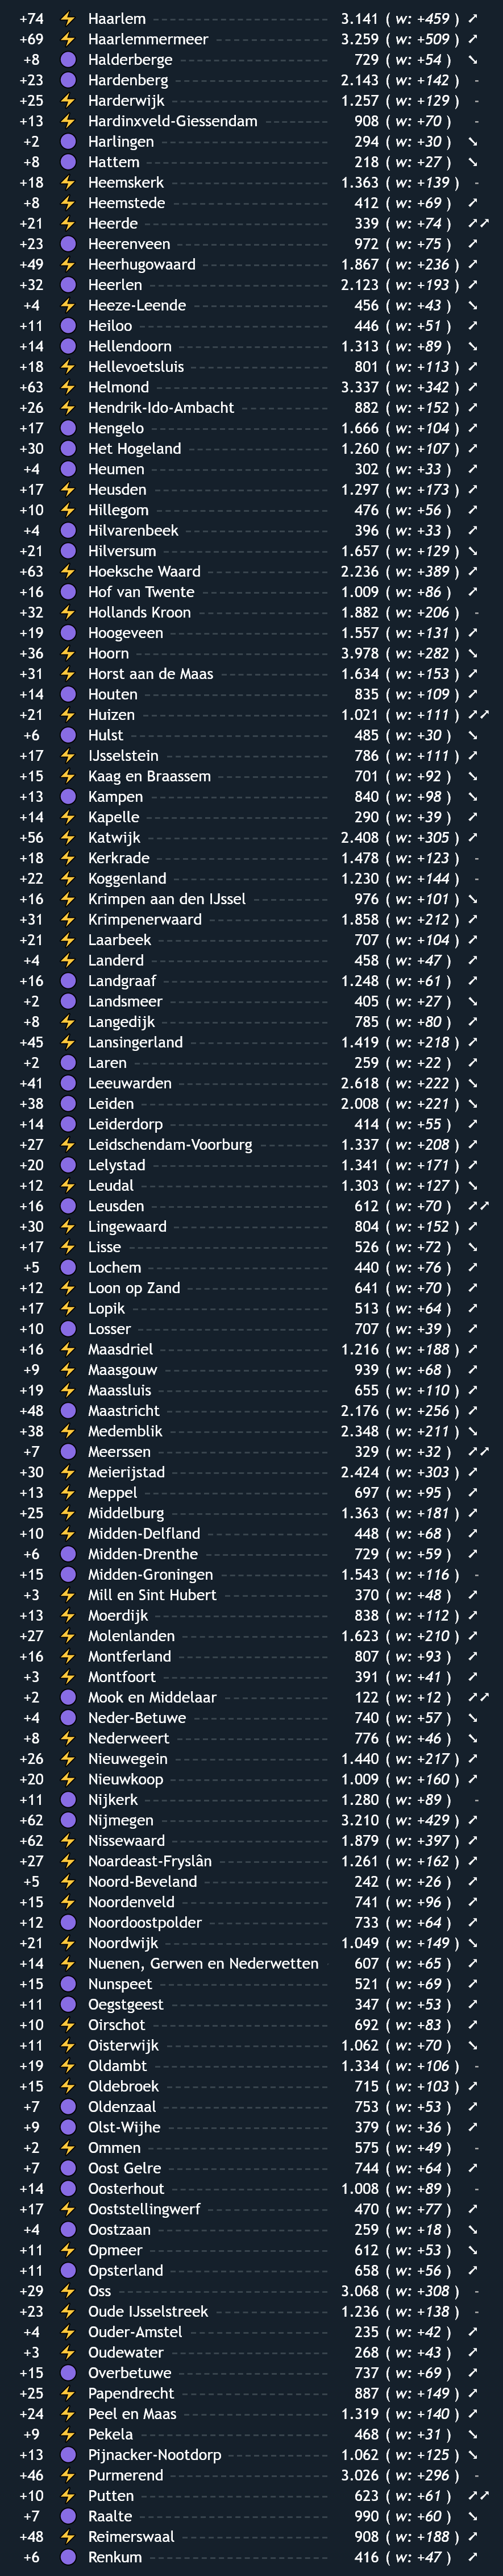 +74 ⚡ Haarlem 3.141 ( w: +459 ) ➚
+69 ⚡ Haarlemmermeer 3.259 ( w: +509 ) ➚
+8 Halderberge 729 ( w: +54 ) ➘
+23 Hardenberg 2.143 ( w: +142 ) -
+25 ⚡ Harderwijk 1.257 ( w: +129 ) -
+13 ⚡ Hardinxveld-Giessendam 908 ( w: +70 ) -
+2 Harlingen 294 ( w: +30 ) ➘
+8 Hattem 218 ( w: +27 ) ➘
+18 ⚡ Heemskerk 1.363 ( w: +139 ) -
+8 ⚡ Heemstede 412 ( w: +69 ) ➚
+21 ⚡ Heerde 339 ( w: +74 ) ➚➚
+23 Heerenveen 972 ( w: +75 ) ➚
+49 ⚡ Heerhugowaard 1.867 ( w: +236 ) ➚
+32 Heerlen 2.123 ( w: +193 ) ➚
+4 ⚡ Heeze-Leende 456 ( w: +43 ) ➘
+11 Heiloo 446 ( w: +51 ) ➚
+14 Hellendoorn 1.313 ( w: +89 ) ➘
+18 ⚡ Hellevoetsluis 801 ( w: +113 ) ➚
+63 ⚡ Helmond 3.337 ( w: +342 ) ➚
+26 ⚡ Hendrik-Ido-Ambacht 882 ( w: +152 ) ➚
+17 Hengelo 1.666 ( w: +104 ) ➚
+30 Het Hogeland 1.260 ( w: +107 ) ➚
+4 Heumen 302 ( w: +33 ) ➚
+17 ⚡ Heusden 1.297 ( w: +173 ) ➚
+10 ⚡ Hillegom 476 ( w: +56 ) ➚
+4 Hilvarenbeek 396 ( w: +33 ) ➚
+21 Hilversum 1.657 ( w: +129 ) ➘
+63 ⚡ Hoeksche Waard 2.236 ( w: +389 ) ➚
+16 Hof van Twente 1.009 ( w: +86 ) ➚
+32 ⚡ Hollands Kroon 1.882 ( w: +206 ) -
+19 Hoogeveen 1.557 ( w: +131 ) ➚
+36 ⚡ Hoorn 3.978 ( w: +282 ) ➘
+31 ⚡ Horst aan de Maas 1.634 ( w: +153 ) ➚
+14 Houten 835 ( w: +109 ) ➚
+21 ⚡ Huizen 1.021 ( w: +111 ) ➚➚
+6 Hulst 485 ( w: +30 ) ➘
+17 ⚡ IJsselstein 786 ( w: +111 ) ➚
+15 ⚡ Kaag en Braassem 701 ( w: +92 ) ➘
+13 Kampen 840 ( w: +98 ) ➘
+14 ⚡ Kapelle 290 ( w: +39 ) ➚
+56 ⚡ Katwijk 2.408 ( w: +305 ) ➚
+18 ⚡ Kerkrade 1.478 ( w: +123 ) -
+22 ⚡ Koggenland 1.230 ( w: +144 ) -
+16 ⚡ Krimpen aan den IJssel 976 ( w: +101 ) ➘
+31 ⚡ Krimpenerwaard 1.858 ( w: +212 ) ➚
+21 ⚡ Laarbeek 707 ( w: +104 ) ➚
+4 ⚡ Landerd 458 ( w: +47 ) ➚
+16 Landgraaf 1.248 ( w: +61 ) ➚
+2 Landsmeer 405 ( w: +27 ) ➘
+8 ⚡ Langedijk 785 ( w: +80 ) ➚
+45 ⚡ Lansingerland 1.419 ( w: +218 ) ➚
+2 Laren 259 ( w: +22 ) ➚
+41 Leeuwarden 2.618 ( w: +222 ) ➘
+38 Leiden 2.008 ( w: +221 ) ➘
+14 Leiderdorp 414 ( w: +55 ) ➚
+27 ⚡ Leidschendam-Voorburg 1.337 ( w: +208 ) ➚
+20 Lelystad 1.341 ( w: +171 ) ➚
+12 ⚡ Leudal 1.303 ( w: +127 ) ➘
+16 Leusden 612 ( w: +70 ) ➚➚
+30 ⚡ Lingewaard 804 ( w: +152 ) ➚
+17 ⚡ Lisse 526 ( w: +72 ) ➘
+5 Lochem 440 ( w: +76 ) ➚
+12 ⚡ Loon op Zand 641 ( w: +70 ) ➚
+17 ⚡ Lopik 513 ( w: +64 ) ➚
+10 Losser 707 ( w: +39 ) ➚
+16 ⚡ Maasdriel 1.216 ( w: +188 ) ➚
+9 ⚡ Maasgouw 939 ( w: +68 ) ➚
+19 ⚡ Maassluis 655 ( w: +110 ) ➚
+48 Maastricht 2.176 ( w: +256 ) ➚
+38 ⚡ Medemblik 2.348 ( w: +211 ) ➘
+7 Meerssen 329 ( w: +32 ) ➚➚
+30 ⚡ Meierijstad 2.424 ( w: +303 ) ➚
+13 ⚡ Meppel 697 ( w: +95 ) ➚
+25 ⚡ Middelburg 1.363 ( w: +181 ) ➚
+10 ⚡ Midden-Delfland 448 ( w: +68 ) ➚
+6 Midden-Drenthe 729 ( w: +59 ) ➚
+15 Midden-Groningen 1.543 ( w: +116 ) -
+3 ⚡ Mill en Sint Hubert 370 ( w: +48 ) ➚
+13 ⚡ Moerdijk 838 ( w: +112 ) ➚
+27 ⚡ Molenlanden 1.623 ( w: +210 ) ➚
+16 ⚡ Montferland 807 ( w: +93 ) ➚
+3 ⚡ Montfoort 391 ( w: +41 ) ➚
+2 Mook en Middelaar 122 ( w: +12 ) ➚➚
+4 Neder-Betuwe 740 ( w: +57 ) ➘
+8 ⚡ Nederweert 776 ( w: +46 ) ➘
+26 ⚡ Nieuwegein 1.440 ( w: +217 ) ➚
+20 ⚡ Nieuwkoop 1.009 ( w: +160 ) ➚
+11 Nijkerk 1.280 ( w: +89 ) -
+62 Nijmegen 3.210 ( w: +429 ) ➚
+62 ⚡ Nissewaard 1.879 ( w: +397 ) ➚
+27 ⚡ Noardeast-Fryslân 1.261 ( w: +162 ) ➚
+5 Noord-Beveland 242 ( w: +26 ) ➚
+15 ⚡ Noordenveld 741 ( w: +96 ) ➚
+12 Noordoostpolder 733 ( w: +64 ) ➚
+21 ⚡ Noordwijk 1.049 ( w: +149 ) ➘
+14 ⚡ Nuenen, Gerwen en Nederwetten 607 ( w: +65 ) ➚
+15 Nunspeet 521 ( w: +69 ) ➚
+11 Oegstgeest 347 ( w: +53 ) ➚
+10 ⚡ Oirschot 692 ( w: +83 ) ➚
+11 ⚡ Oisterwijk 1.062 ( w: +70 ) ➘
+19 ⚡ Oldambt 1.334 ( w: +106 ) -
+15 ⚡ Oldebroek 715 ( w: +103 ) ➚
+7 Oldenzaal 753 ( w: +53 ) ➚
+9 Olst-Wijhe 379 ( w: +36 ) ➚
+2 ⚡ Ommen 575 ( w: +49 ) -
+7 Oost Gelre 744 ( w: +64 ) ➚
+14 Oosterhout 1.008 ( w: +89 ) -
+17 ⚡ Ooststellingwerf 470 ( w: +77 ) ➚
+4 Oostzaan 259 ( w: +18 ) ➘
+11 ⚡ Opmeer 612 ( w: +53 ) ➘
+11 Opsterland 658 ( w: +56 ) ➚
+29 ⚡ Oss 3.068 ( w: +308 ) -
+23 ⚡ Oude IJsselstreek 1.236 ( w: +138 ) -
+4 ⚡ Ouder-Amstel 235 ( w: +42 ) ➚
+3 ⚡ Oudewater 268 ( w: +43 ) ➚
+15 Overbetuwe 737 ( w: +69 ) ➚
+25 ⚡ Papendrecht 887 ( w: +149 ) ➚
+24 ⚡ Peel en Maas 1.319 ( w: +140 ) ➚
+9 ⚡ Pekela 468 ( w: +31 ) ➘
+13 Pijnacker-Nootdorp 1.062 ( w: +125 ) ➘
+46 ⚡ Purmerend 3.026 ( w: +296 ) -
+10 ⚡ Putten 623 ( w: +61 ) ➚➚
+7 Raalte 990 ( w: +60 ) ➘
+48 ⚡ Reimerswaal 908 ( w: +188 ) ➚
+6 Renkum 416 ( w: +47 ) ➚